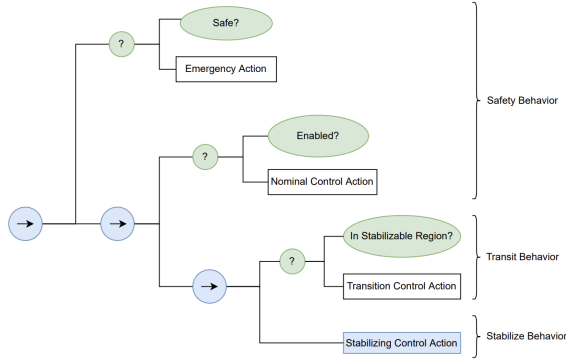 Safe?
?
Emergency Action
Safety Behavior
Enabled?
?
Nominal Control Action
In Stabilizable Region?
?
Transit Behavior
Transition Control Action
Stabilizing Control Action
Stabilize Behavior